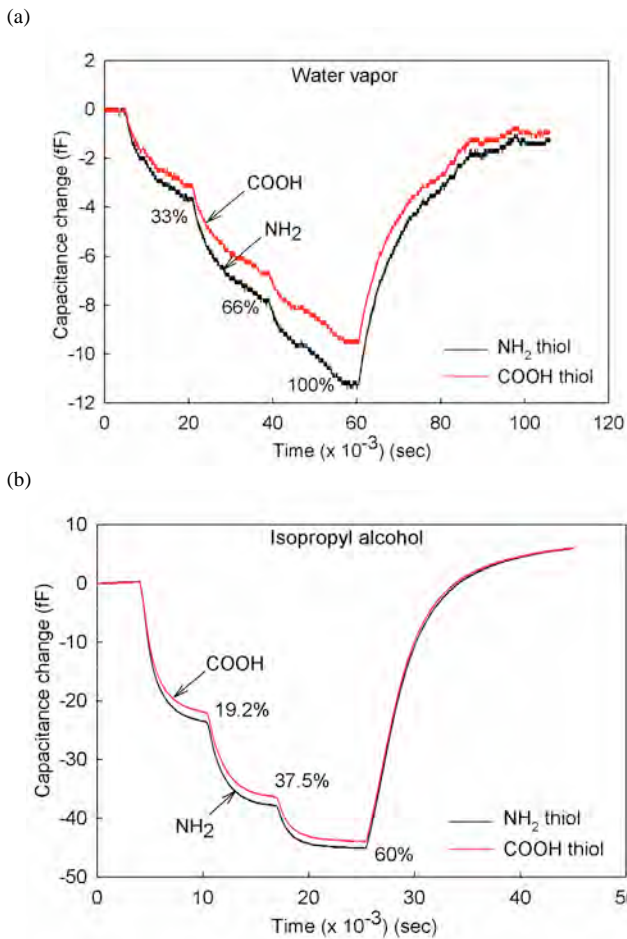 (a)
Water vapor
2
0
-2
-4
-6
-8
-10
-12
Capacitance change (fF)
COOH
NH2
33%
66%
100%
NH2 thiol
COOH thiol
0 20 40 60 80 100 120
Time (x 10-3) (sec)
(b)
Isopropyl alcohol
10
0
-10
-20
-30
-40
-50
Capacitance change (fF)
COOH
19.2%
37.5%
NH2
60%
NH2 thiol
COOH thiol
0 10 20 30 40 50
Time (x 10-3) (sec)